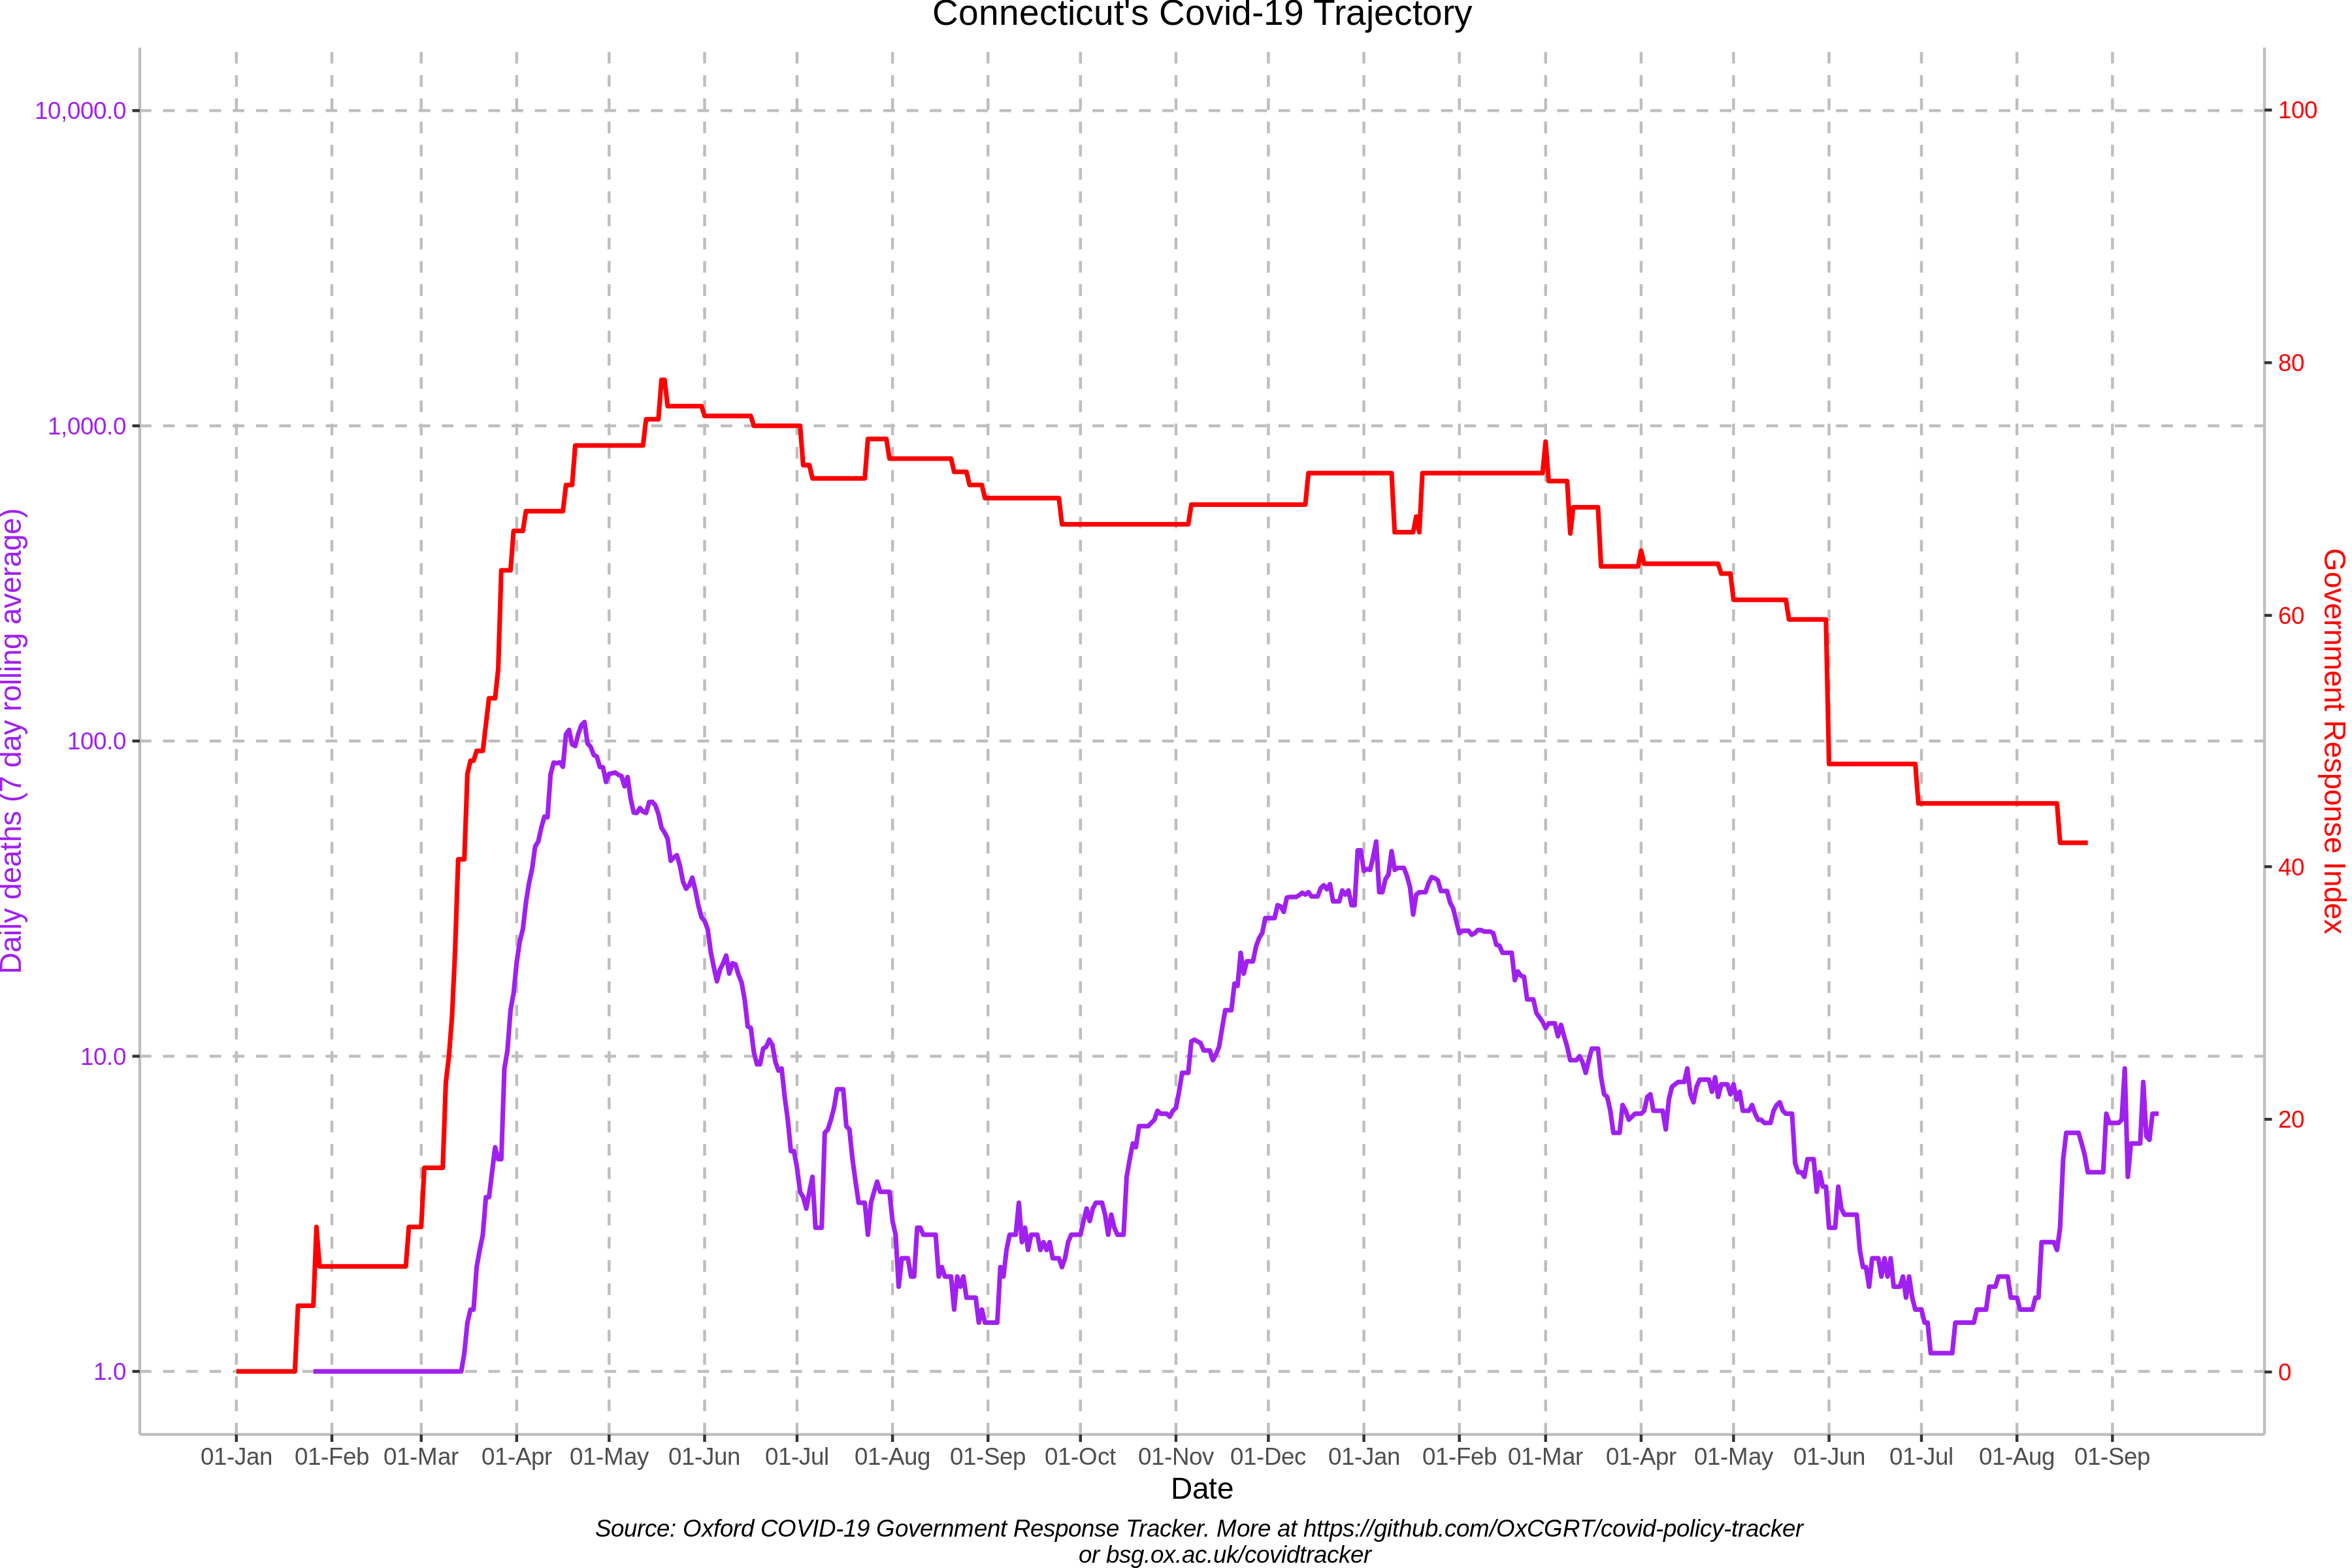 Connecticut's Covid-19 Trajectory
10,000.0
1,000.0
100.0
10.0
1.0
Daily deaths (7 day rolling average)
100
80
60
40
20
0
Government Response Index
01-Jan 01-Feb 01-Mar 01-Apr 01-May 01-Jun 01-Jul 01-Aug 01-Sep 01-Oct 01-Nov 01-Dec 01-Jan 01-Feb 01-Mar 01-Apr 01-May 01-Jun 01-Jul 01-Aug 01-Sep
Date
Source: Oxford COVID-19 Government Response Tracker. More at https://github.com/OxCGRT/covid-policy-tracker
or bsg.ox.ac.uk/covidtracker